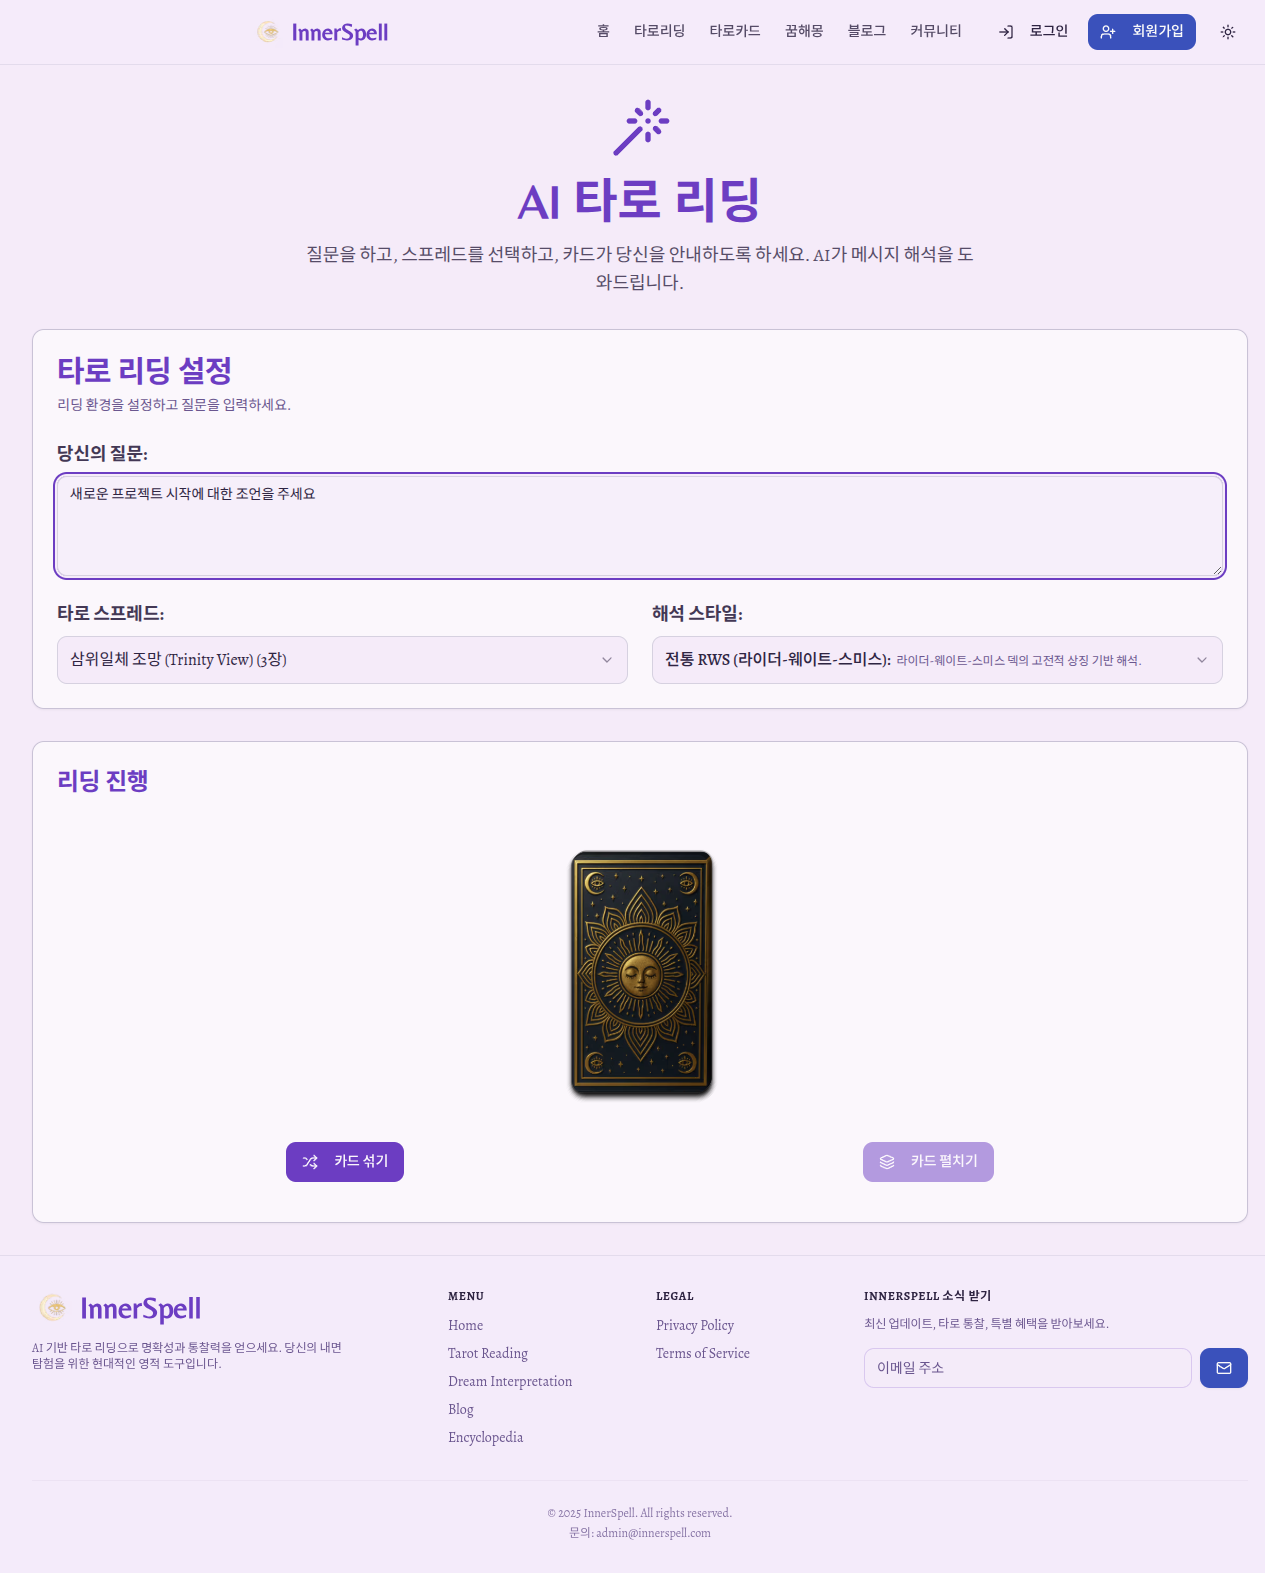 InnerSpell
홈 타로리딩 타로카드 꿈해몽 블로그 커뮤니티 로그인 회원가입
AI 타로 리딩
질문을 하고, 스프레드를 선택하고, 카드가 당신을 안내하도록 하세요. AI가 메시지 해석을 도
와드립니다.
타로 리딩 설정
리딩 환경을 설정하고 질문을 입력하세요.
당신의 질문:
새로운 프로젝트 시작에 대한 조언을 주세요
타로 스프레드:
삼위일체 조망 (Trinity View) (3장)
해석 스타일:
전통 RWS (라이더-웨이트-스미스): 라이더-웨이트-스미스 덱의 고전적 상징 기반 해석.
리딩 진행
카드 섞기
카드 펼치기
InnerSpell
AI 기반 타로 리딩으로 명확성과 통찰력을 얻으세요. 당신의 내면
탐험을 위한 현대적인 영적 도구입니다.
MENU
Home
Tarot Reading
Dream Interpretation
Blog
Encyclopedia
LEGAL
Privacy Policy
Terms of Service
INNERSPELL 소식 받기
최신 업데이트, 타로 통찰, 특별 혜택을 받아보세요.
이메일 주소
© 2025 InnerSpell. All rights reserved.
문의: admin@innerspell.com